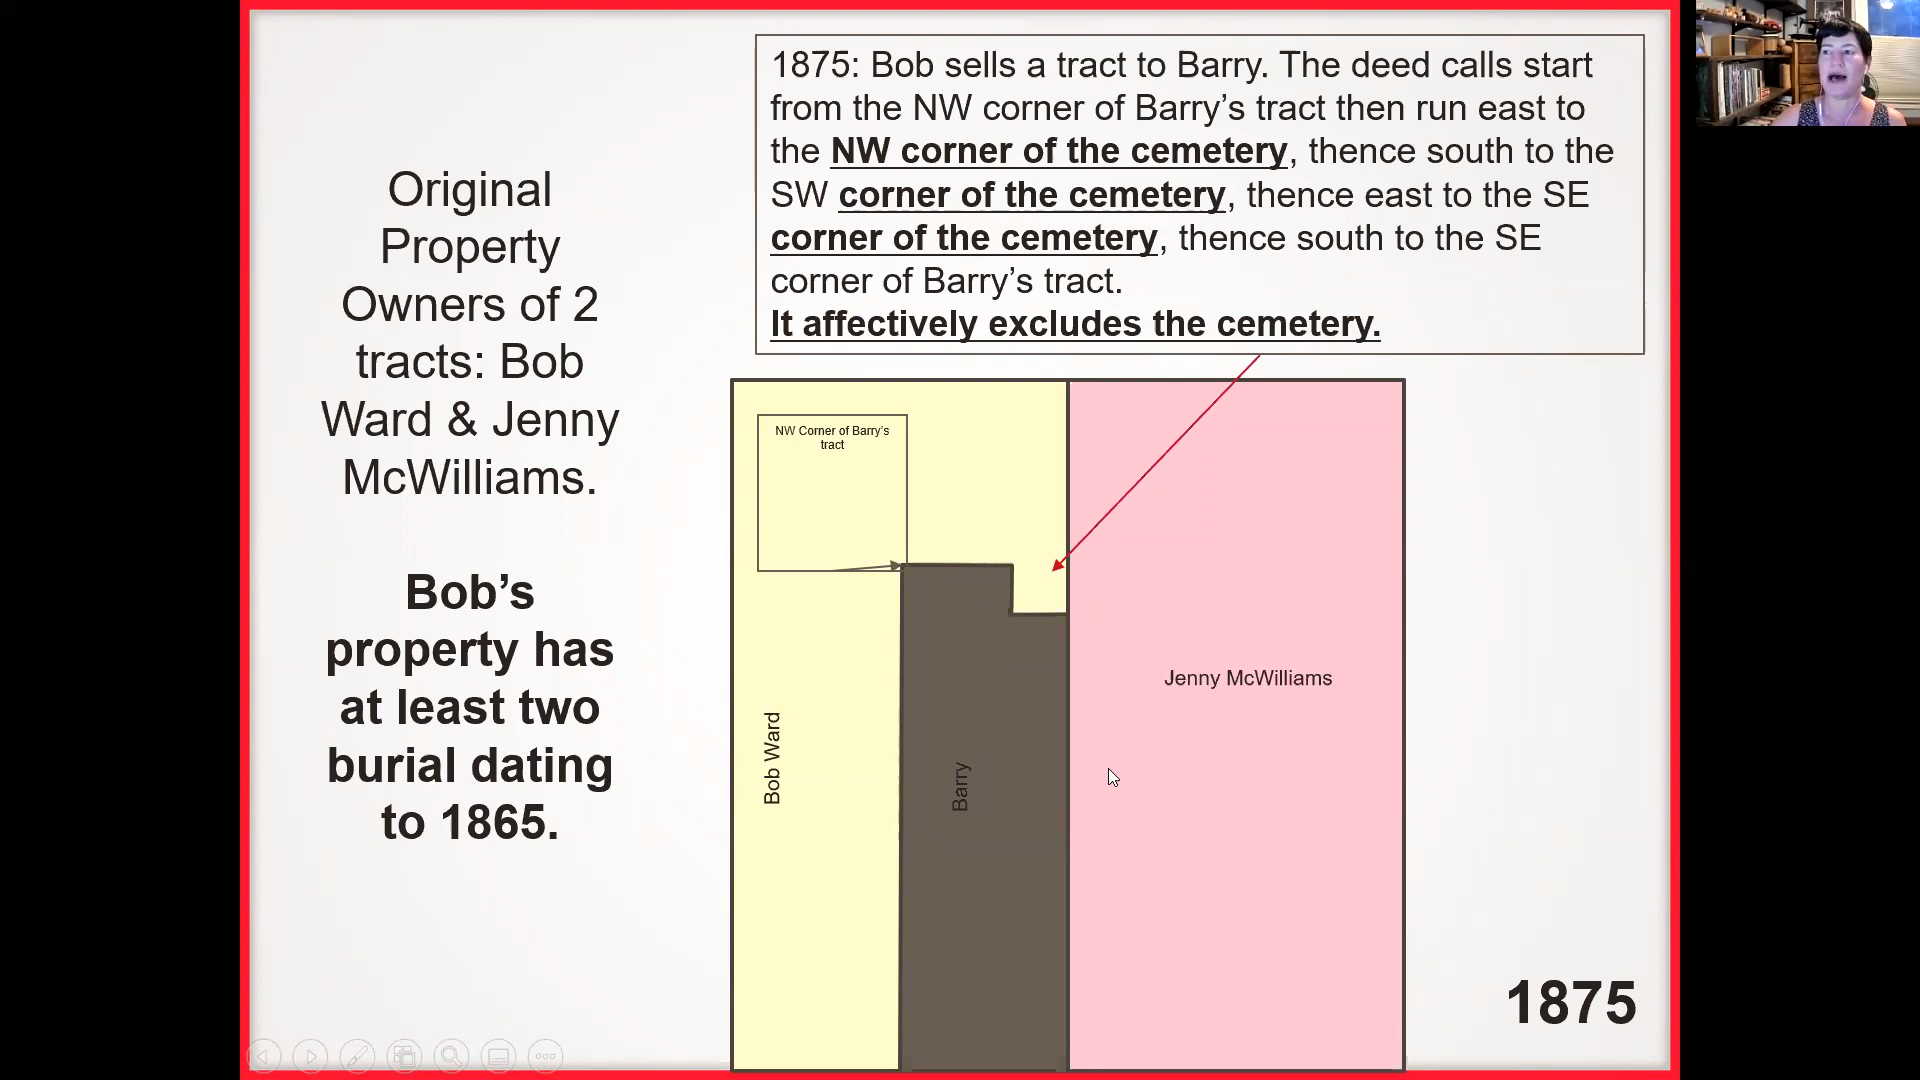 Original
Property
Owners of 2
tracts: Bob
Ward & Jenny
McWilliams.
Bob’s
property has
at least two
burial dating
to 1865.
1875: Bob sells a tract to Barry. The deed calls start
from the NW corner of Barry’s tract then run east to
the NW corner of the cemetery, thence south to the
SW corner of the cemetery, thence east to the SE
corner of the cemetery, thence south to the SE
corner of Barry’s tract.
It affectively excludes the cemetery.
NW Corner of Barry’s
tract
Bob Ward
Barry
Jenny McWilliams
1875